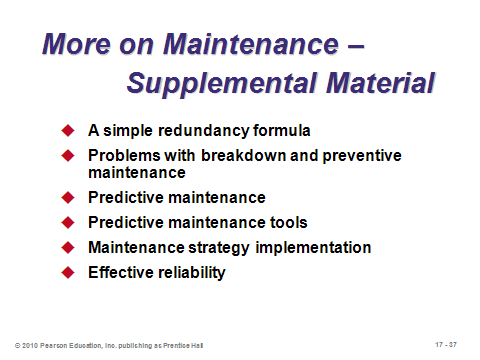 More on Maintenance –
Supplemental Material
A simple redundancy formula
Problems with breakdown and preventive
maintenance
Predictive maintenance
Predictive maintenance tools
Maintenance strategy implementation
Effective reliability
© 2010 Pearson Education, Inc. publishing as Prentice Hall
17 - 37